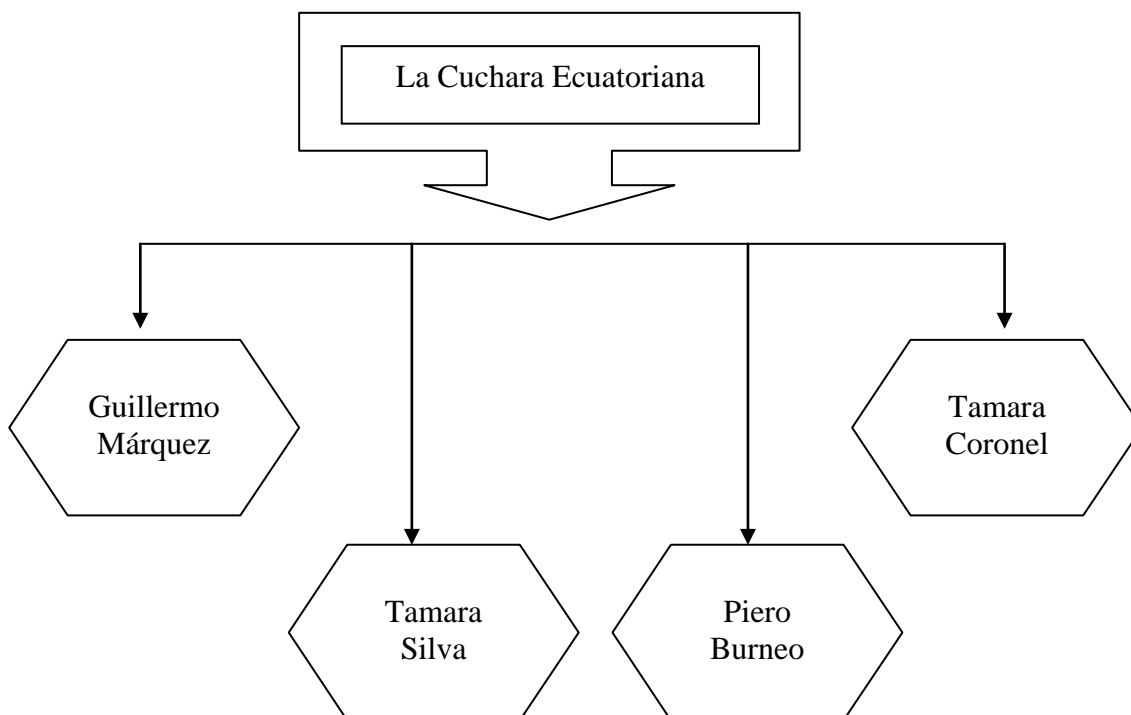 La Cuchara Ecuatoriana
Guillermo
Márquez
Tamara
Coronel
Tamara
Silva
Piero
Burneo